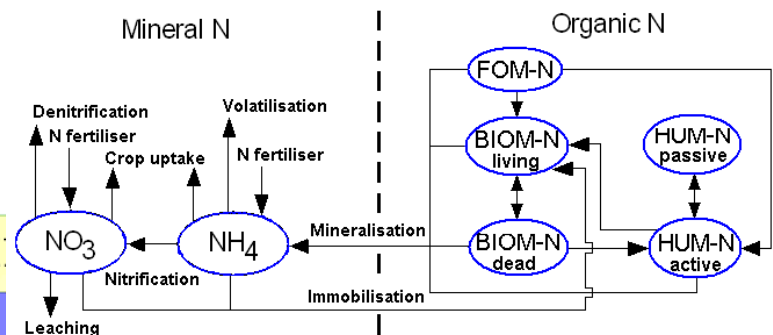 Mineral N
Organic N
FOM-N
Denitrification
Volatilisation
N fertiliser
Crop uptake
N fertiliser
BIOM-N
living
HUM-N
passive
NO3
NH4
Mineralisation
BIOM-N
dead
HUM-N
active
Nitrification
Immobilisation
Leaching